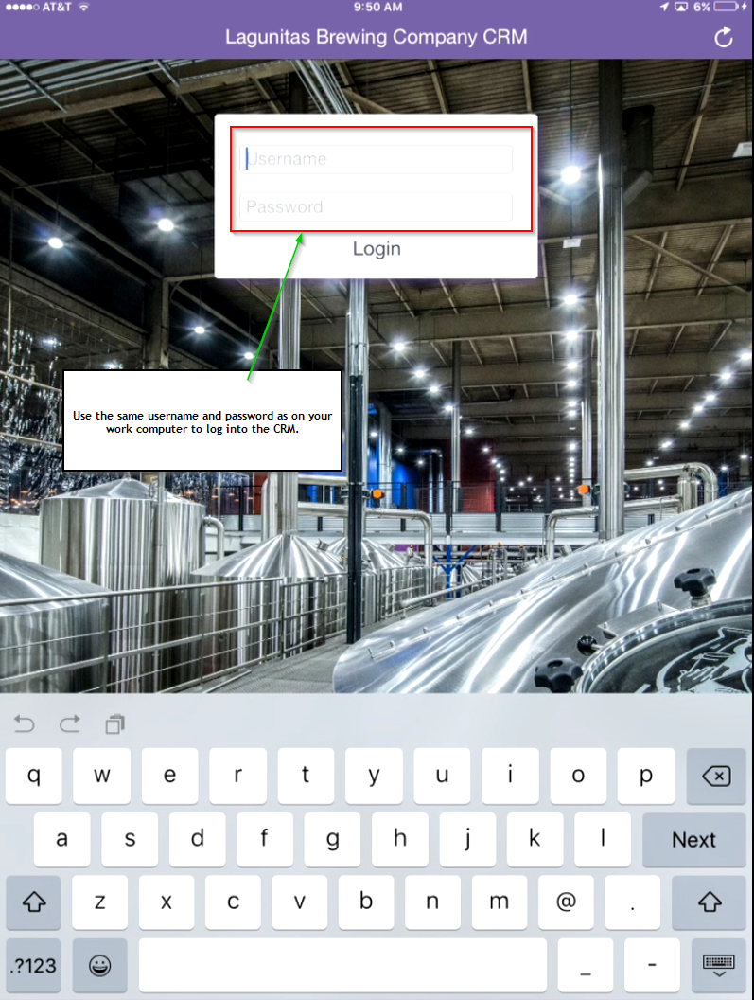 AT&T 9:50 AM 6%
Lagunitas Brewing Company CRM
Username
Password
Login
Use the same username and password as on your
work computer to log into the CRM.
q w e r t y u i o p
a s d f g h j k l Next
z x c v b n m @ .
.?123 _ -